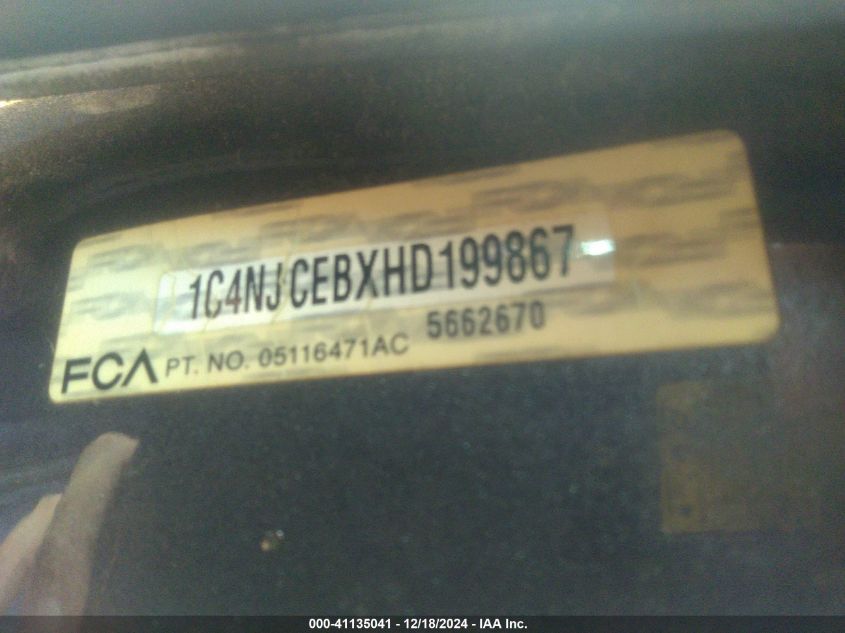 1C4NJCEBXHD199867
5662670
FCA PT. NO. 05116471AC
000-41135041 - 12/18/2024 - IAA Inc.